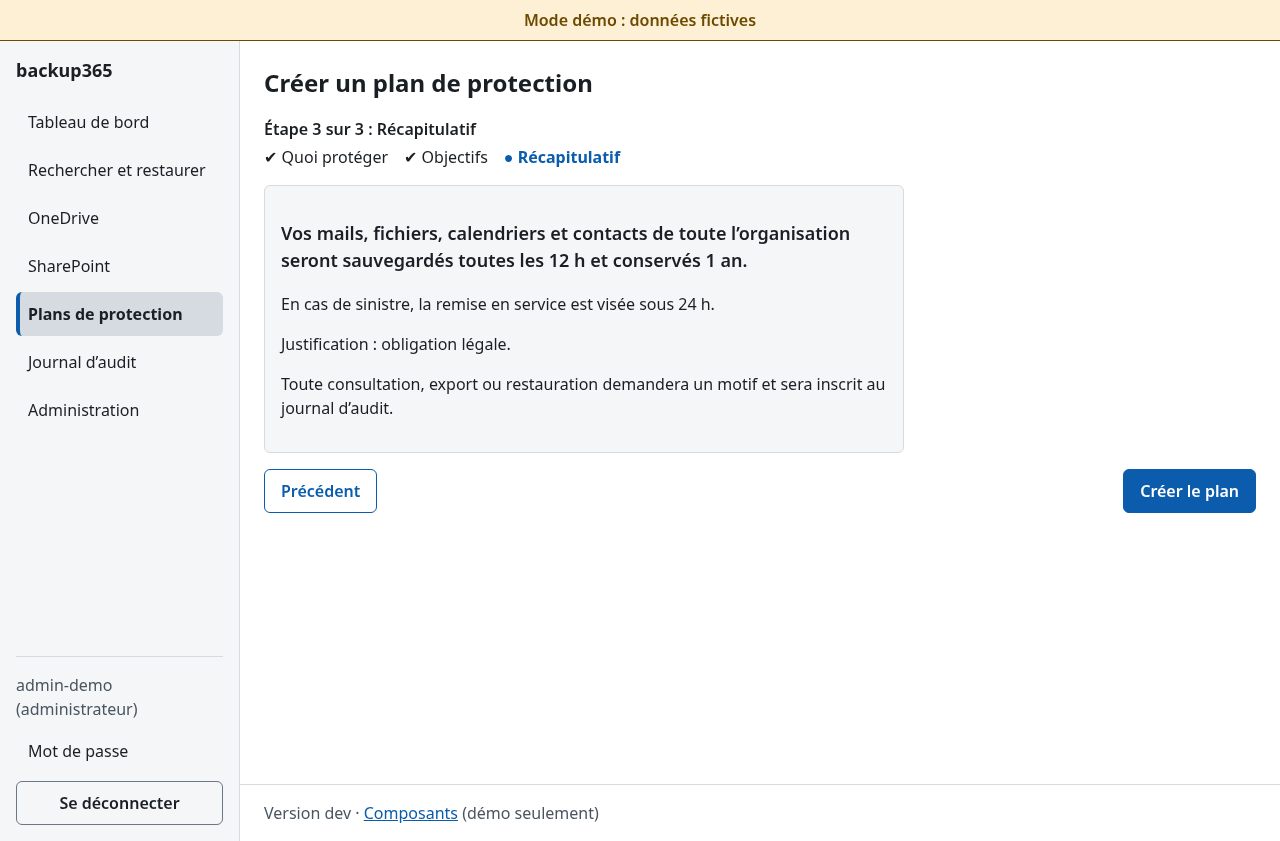 Mode démo : données fictives
backup365
Tableau de bord
Rechercher et restaurer
OneDrive
SharePoint
Plans de protection
Journal d’audit
Administration
admin-demo
(administrateur)
Mot de passe
Se déconnecter
Créer un plan de protection
Étape 3 sur 3 : Récapitulatif
✔ Quoi protéger ✔ Objectifs ● Récapitulatif
Vos mails, fichiers, calendriers et contacts de toute l’organisation
seront sauvegardés toutes les 12 h et conservés 1 an.
En cas de sinistre, la remise en service est visée sous 24 h.
Justification : obligation légale.
Toute consultation, export ou restauration demandera un motif et sera inscrit au
journal d’audit.
Précédent
Créer le plan
Version dev · Composants (démo seulement)